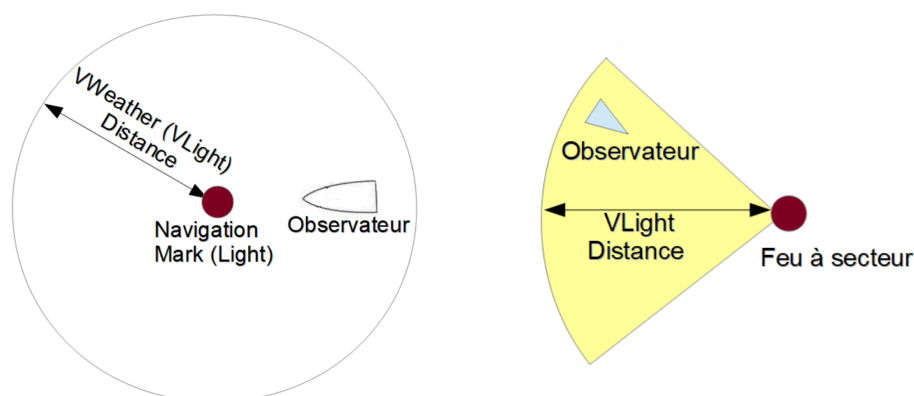 VWeather (VLight)
Distance
Navigation
Mark (Light)
Observateur
Observateur
VLight
Distance
Feu à secteur